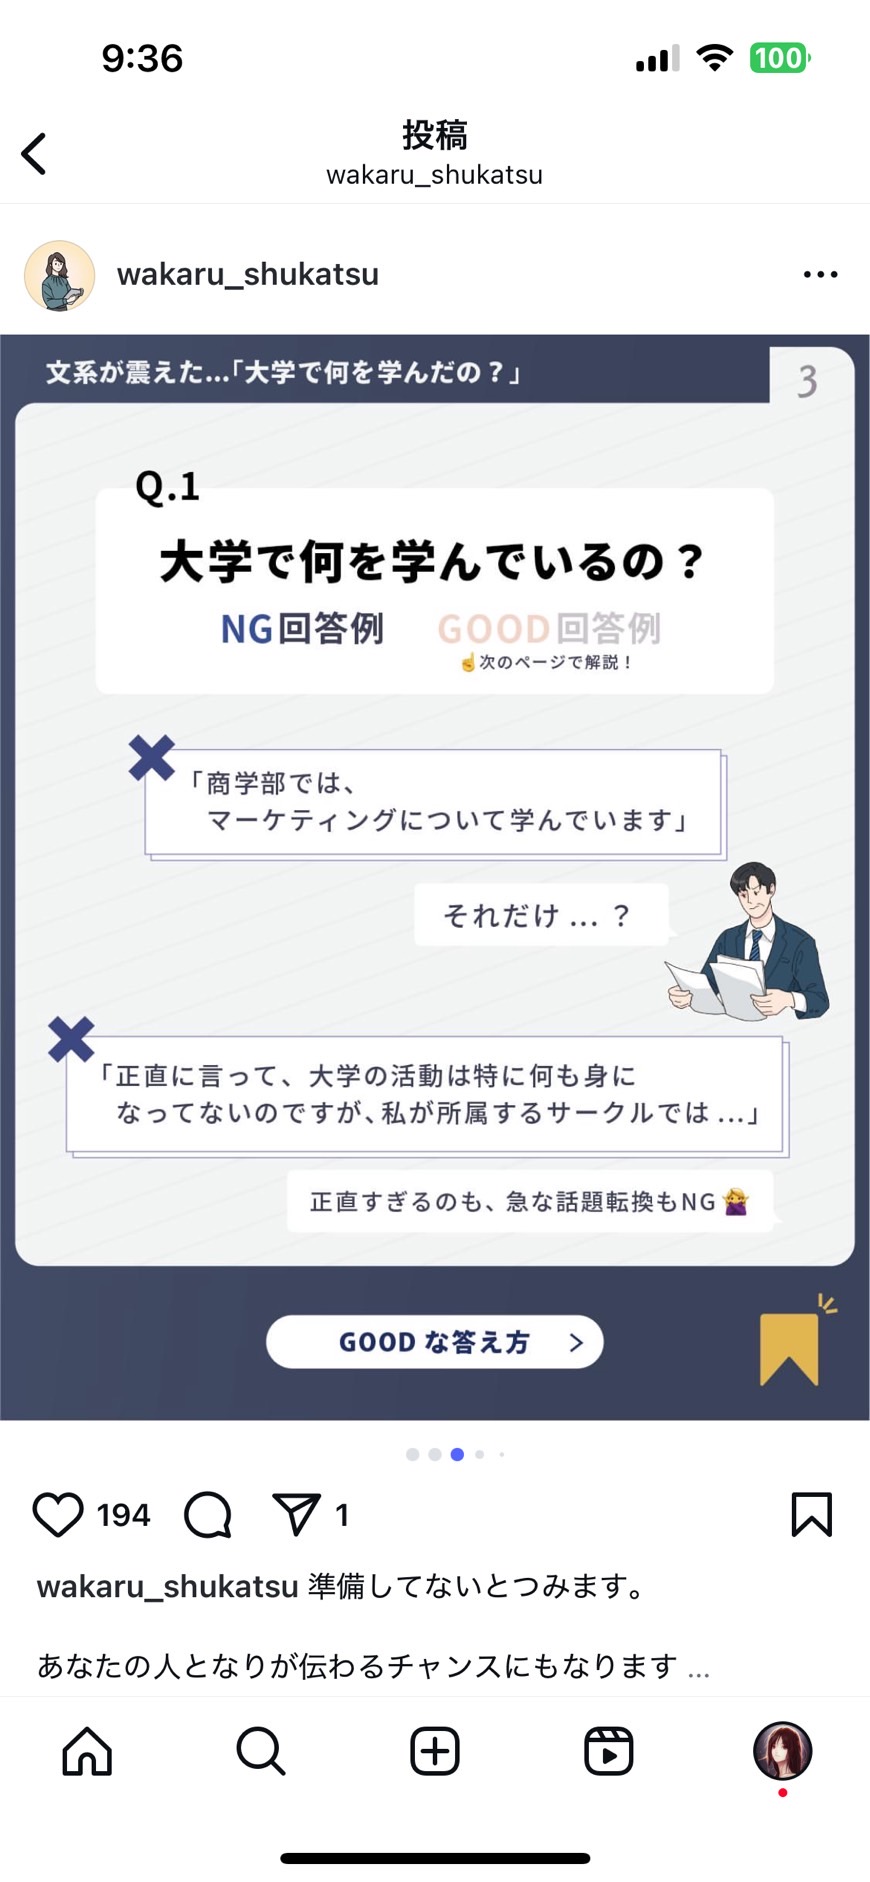 9:36
100
投稿
wakaru_shukatsu
wakaru_shukatsu
文系が震えた...「大学で何を学んだの？」
3
Q.1
大学で何を学んでいるの？
NG回答例 GOOD回答例
☝次のページで解説！
「商学部では、
マーケティングについて学んでいます」
それだけ ... ？
「正直に言って、大学の活動は特に何も身に
なってないのですが、私が所属するサークルでは ...」
正直すぎるのも、急な話題転換もNG🙅‍♀️
GOOD な答え方 >
194 1
wakaru_shukatsu 準備してないとつみます。
あなたの人となりが伝わるチャンスにもなります ...